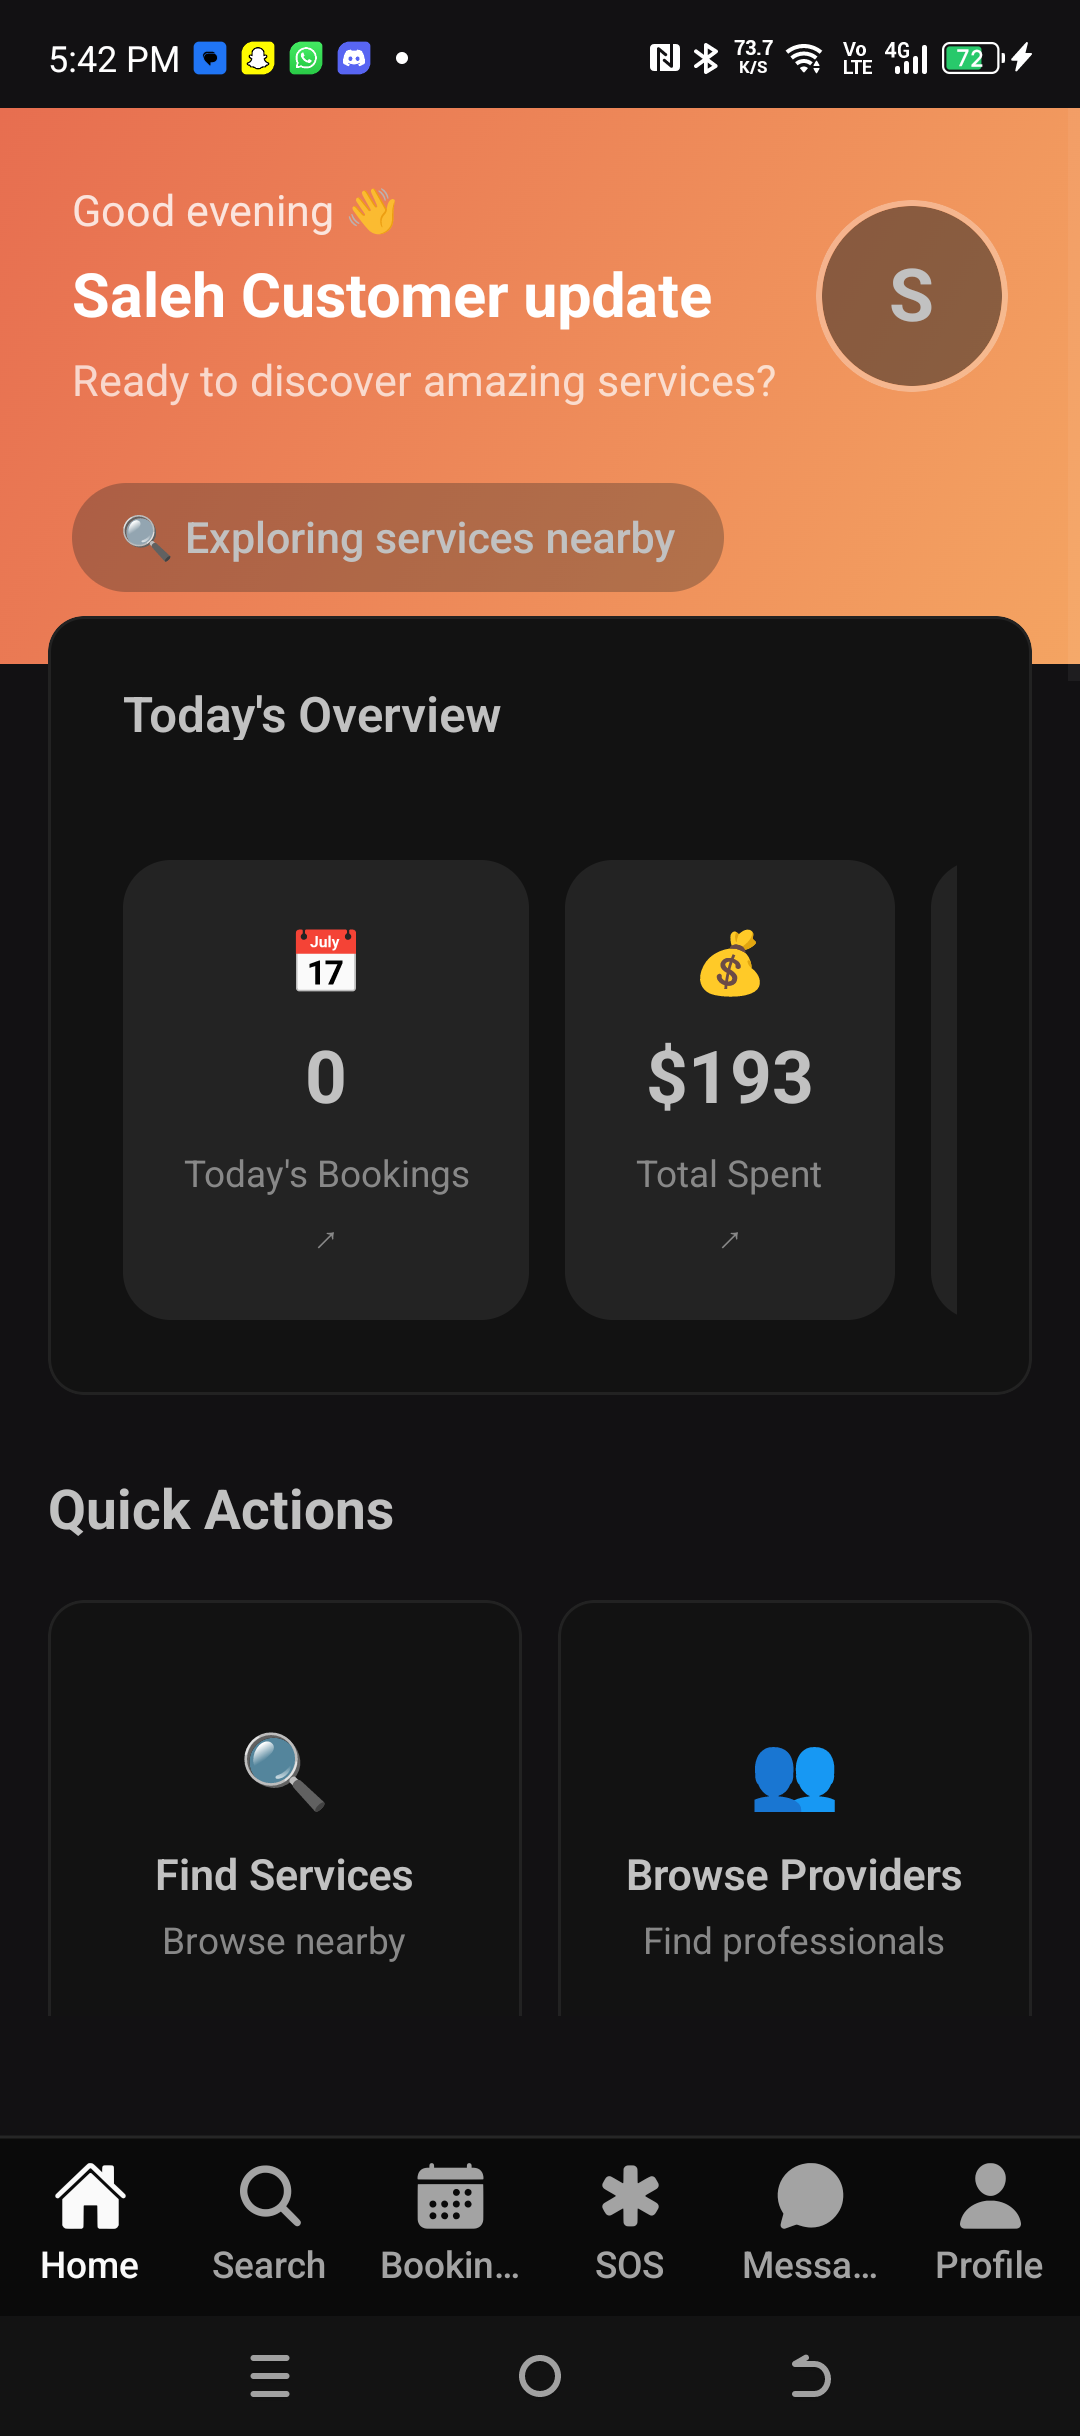 5:42 PM
73.7
K/S
Vo
LTE
4G
72
Good evening 👋
Saleh Customer update
S
Ready to discover amazing services?
🔍 Exploring services nearby
Today's Overview
July
17
0
$193
Today's Bookings
Total Spent
↗
↗
Quick Actions
Find Services
Browse Providers
Browse nearby
Find professionals
Home
Search
Bookin...
SOS
Messa...
Profile